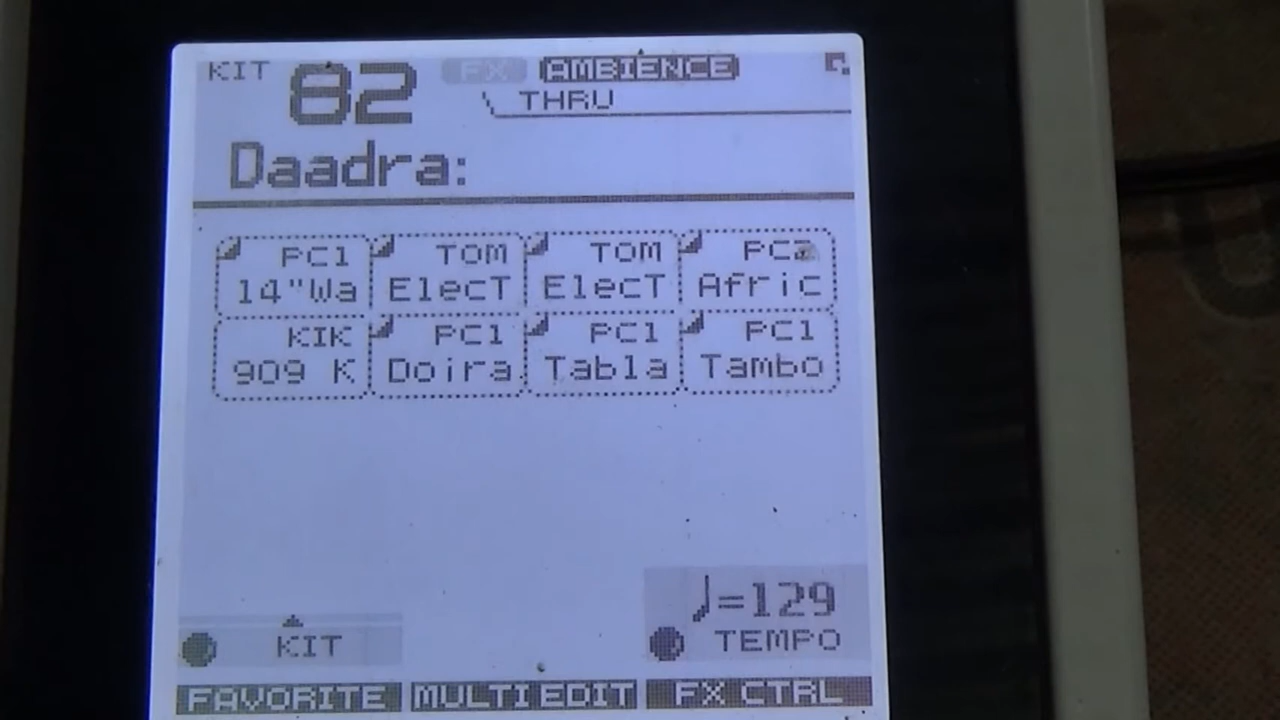 KIT 82 FX AMBIENCE
THRU
Daadra:
PC1 TOM TOM PC2
14"Wa ElecT ElecT Afric
KIK PC1 PC1 PC1
909 K Doira Tabla Tambo
♩=129
KIT TEMPO
FAVORITE MULTI EDIT FX CTRL